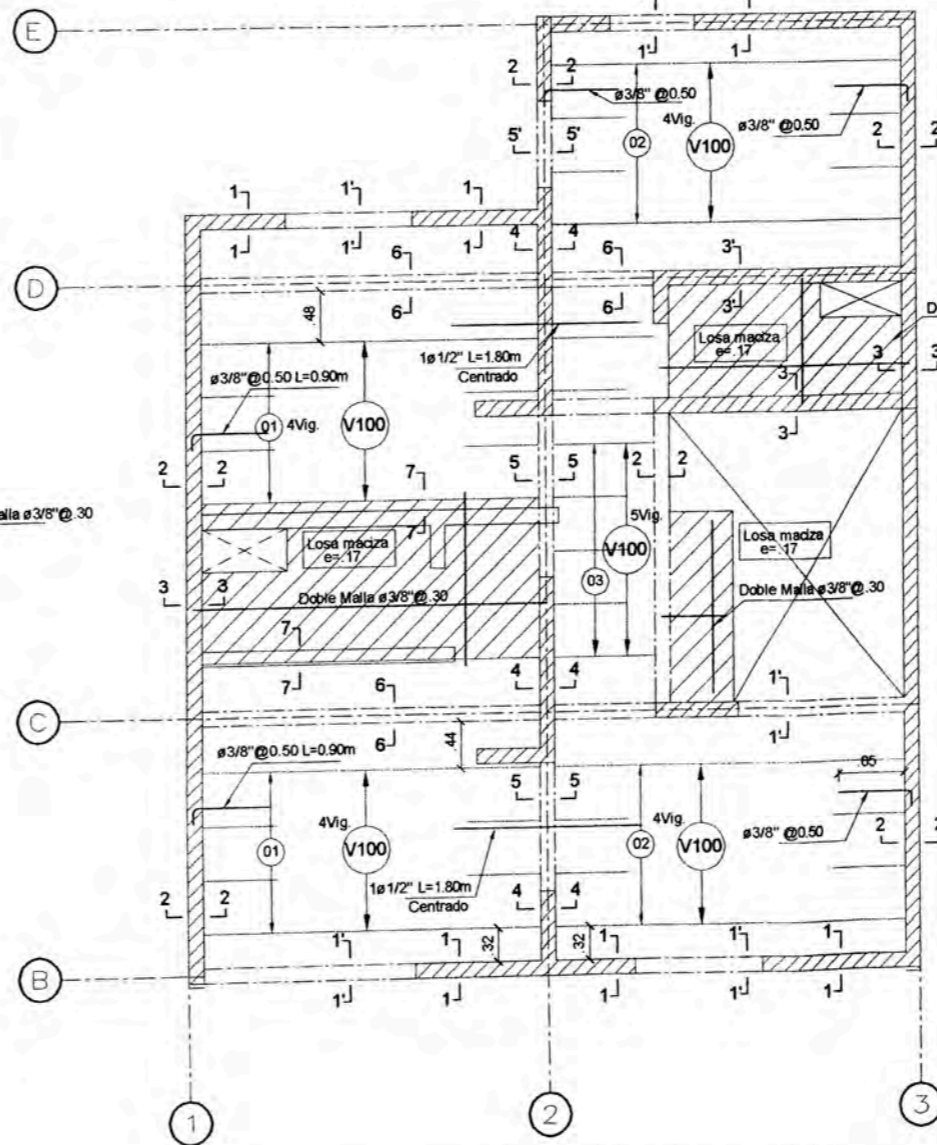 E
1' 1
2 2
ø3/8" @0.50
4Vig.
ø3/8" @0.50
5' 5'
02
V100
2 2
1 1' 1
1 1' 1
4 4
6 6 3'
D
6 6 3'
.48
Losa maciza
e=.17
D
1ø1/2" L=1.80m
Centrado
3 3
ø3/8"@0.50 L=0.90m
3
3
01 4Vig.
V100
2 2
7
5 5
2 2
5Vig.
alla ø3/8"@.30
7
Losa maciza
e=.17
V100
Losa maciza
e=.17
03
3 3
Doble Malla ø3/8"@.30
Doble Malla ø3/8"@.30
7
7
6
4 4
1'
C
6
1'
.44
ø3/8"@0.50 L=0.90m
.65
5 5
4Vig.
01
V100
4Vig.
02
V100
ø3/8" @0.50
2
1ø1/2" L=1.80m
Centrado
4 4
2 2
.32
.32
1' 1
1 1' 1
B
1' 1
1 1' 1
1
2
3